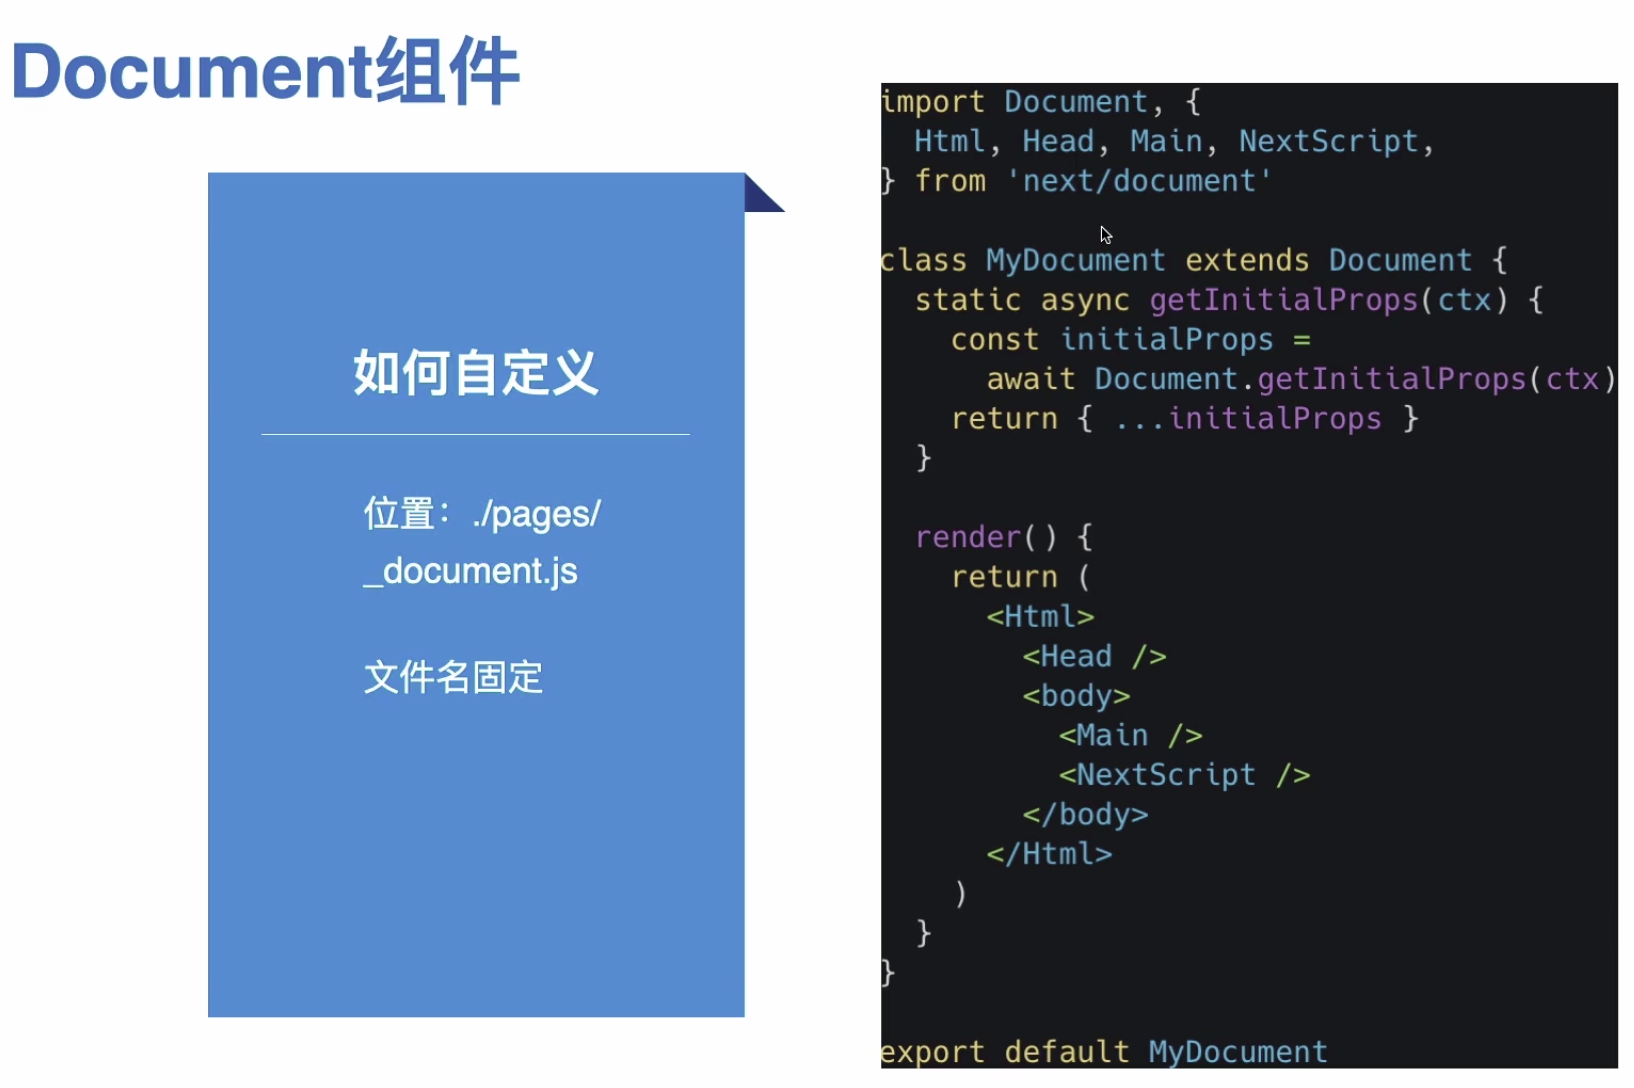 Document组件
如何自定义
位置：./pages/
_document.js
文件名固定
import Document, {
  Html, Head, Main, NextScript,
} from 'next/document'
class MyDocument extends Document {
  static async getInitialProps(ctx) {
    const initialProps =
      await Document.getInitialProps(ctx)
    return { ...initialProps }
  }
  render() {
    return (
      <Html>
        <Head />
        <body>
          <Main />
          <NextScript />
        </body>
      </Html>
    )
  }
}
export default MyDocument